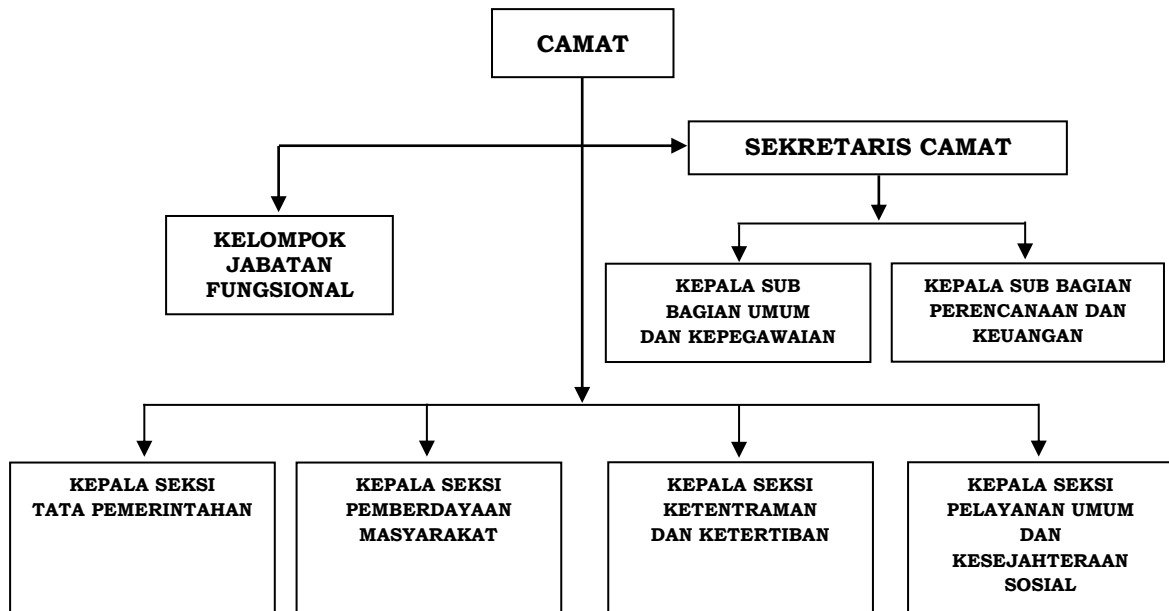 CAMAT
SEKRETARIS CAMAT
KELOMPOK
JABATAN
FUNGSIONAL
KEPALA SUB
BAGIAN UMUM
DAN KEPEGAWAIAN
KEPALA SUB BAGIAN
PERENCANAAN DAN
KEUANGAN
KEPALA SEKSI
TATA PEMERINTAHAN
KEPALA SEKSI
PEMBERDAYAAN
MASYARAKAT
KEPALA SEKSI
KETENTRAMAN
DAN KETERTIBAN
KEPALA SEKSI
PELAYANAN UMUM
DAN
KESEJAHTERAAN
SOSIAL